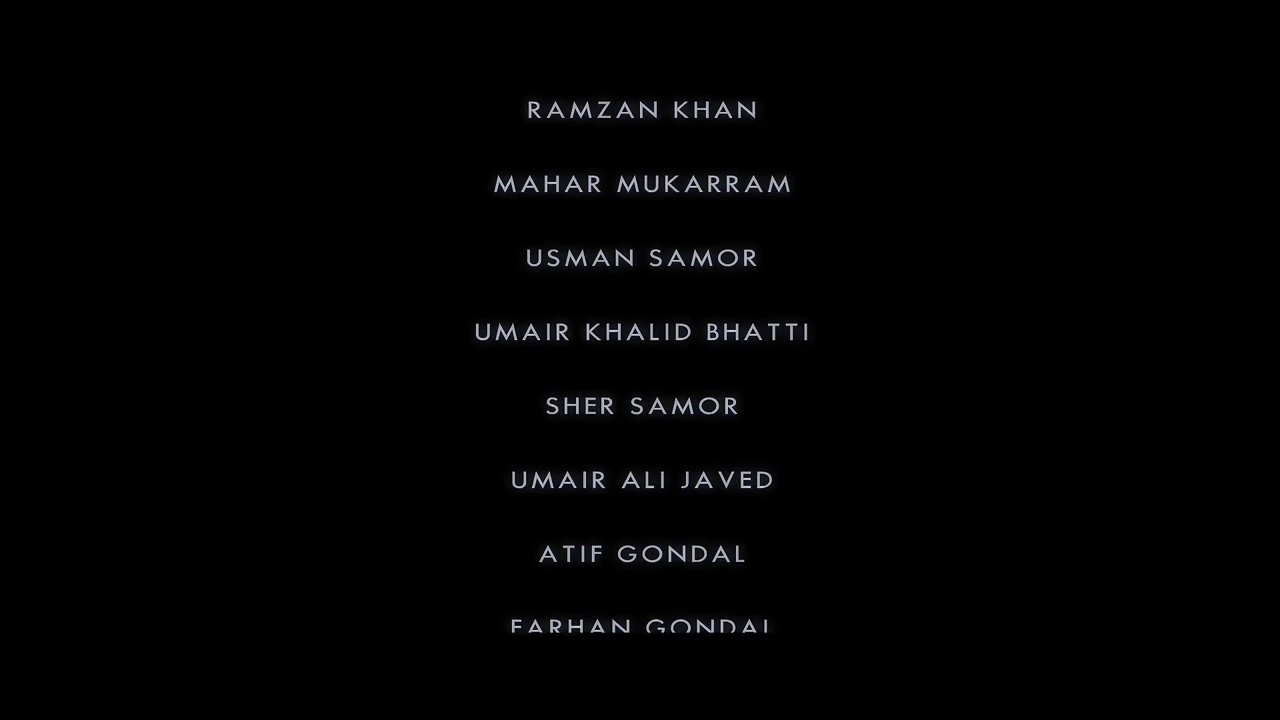 RAMZAN KHAN
MAHAR MUKARRAM
USMAN SAMOR
UMAIR KHALID BHATTI
SHER SAMOR
UMAIR ALI JAVED
ATIF GONDAL
FARHAN GONDAL